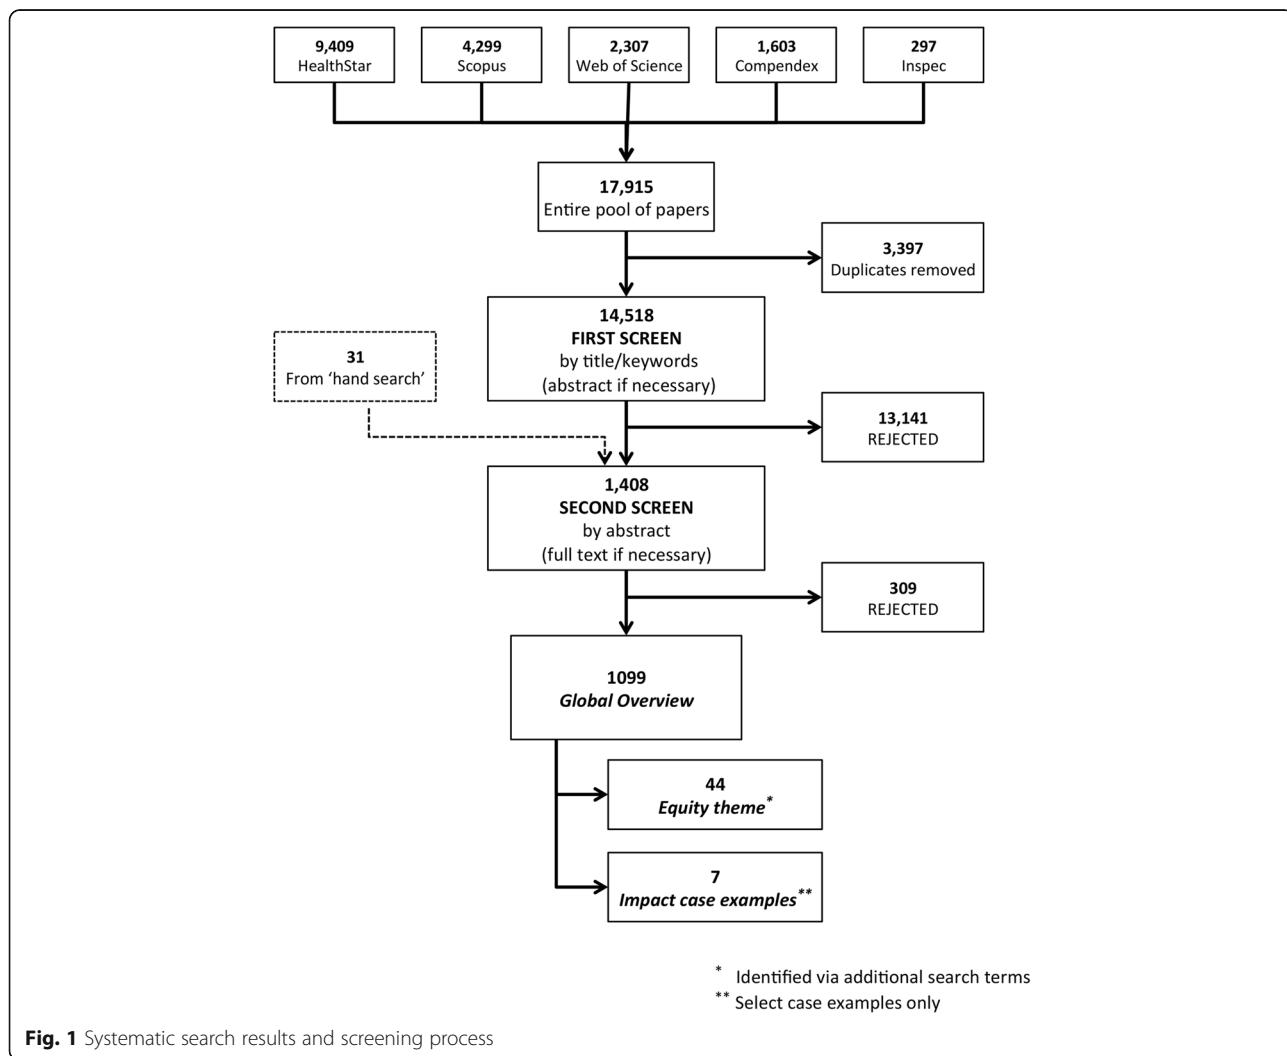 9,409
HealthStar
4,299
Scopus
2,307
Web of Science
1,603
Compendex
297
Inspec
17,915
Entire pool of papers
3,397
Duplicates removed
14,518
FIRST SCREEN
by title/keywords
(abstract if necessary)
31
From ‘hand search’
13,141
REJECTED
1,408
SECOND SCREEN
by abstract
(full text if necessary)
309
REJECTED
1099
Global Overview
44
Equity theme*
7
Impact case examples**
* Identified via additional search terms
** Select case examples only
Fig. 1 Systematic search results and screening process